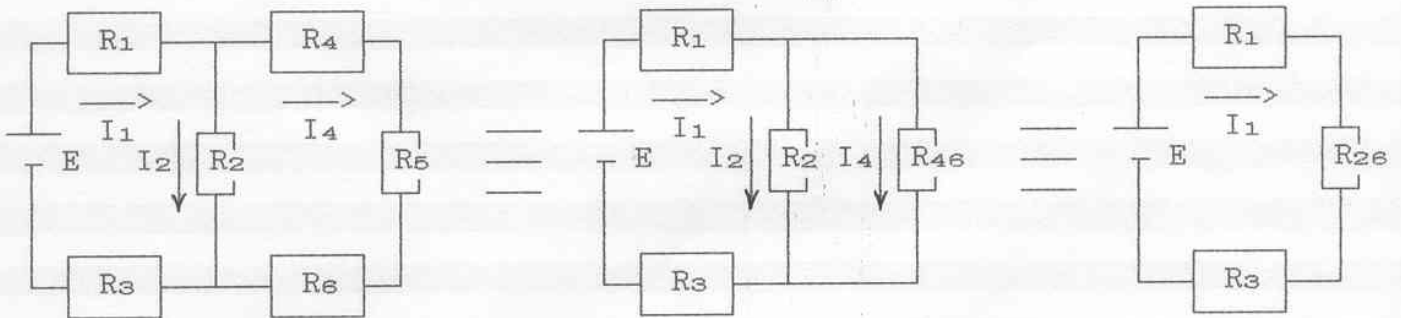 R1 R4 R1 R1
I1 I4 I1 I1
E I2 R2 R5 E I2 R2 I4 R46 E R26
R3 R6 R3 R3